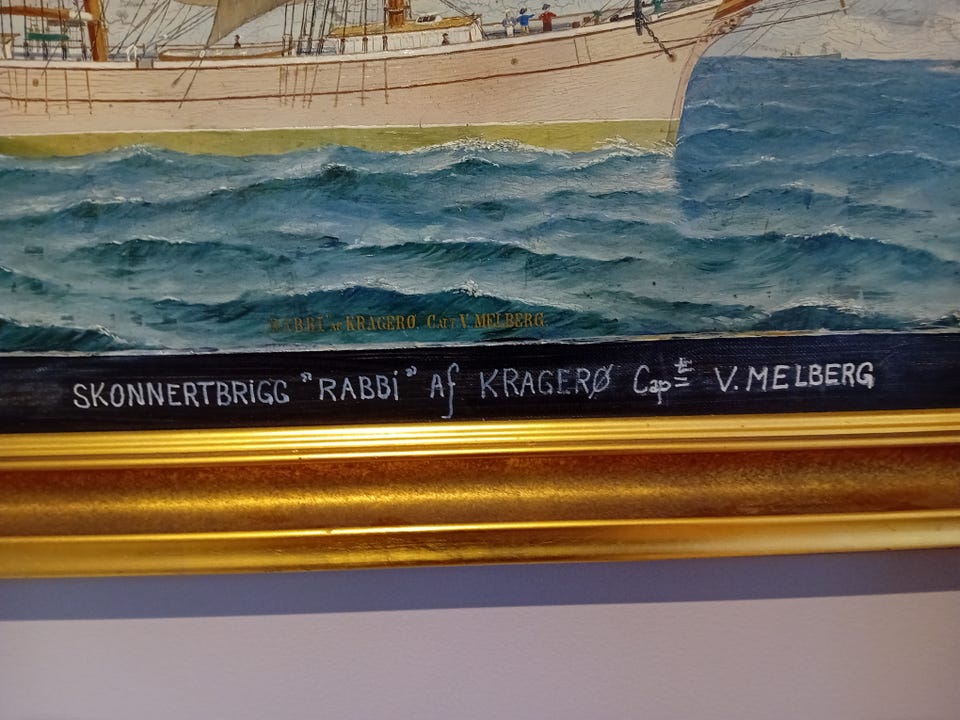 RABBI AF KRAGERØ. CAPT V. MELBERG.
SKONNERTBRIGG "RABBi" Af KRAGERØ Capt V. MELBERG